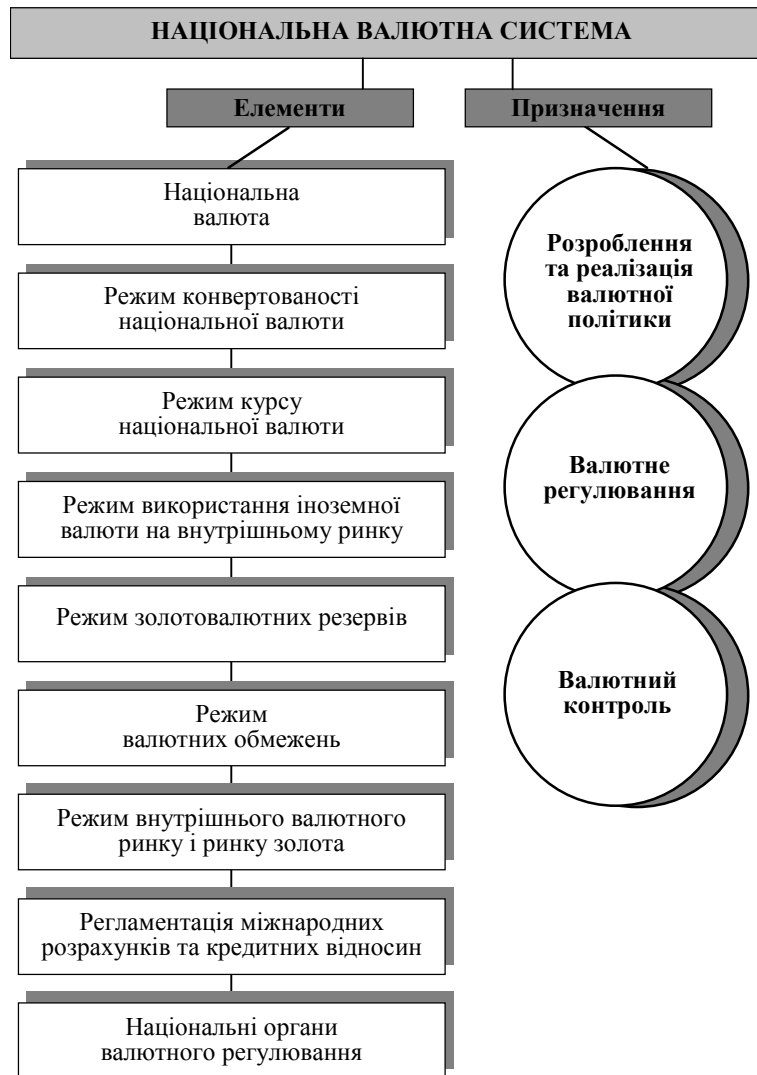 НАЦІОНАЛЬНА ВАЛЮТНА СИСТЕМА
Елементи
Призначення
Національна
валюта
Режим конвертованості
національної валюти
Режим курсу
національної валюти
Режим використання іноземної
валюти на внутрішньому ринку
Режим золотовалютних резервів
Режим
валютних обмежень
Режим внутрішнього валютного
ринку і ринку золота
Регламентація міжнародних
розрахунків та кредитних відносин
Національні органи
валютного регулювання
Розроблення
та реалізація
валютної
політики
Валютне
регулювання
Валютний
контроль